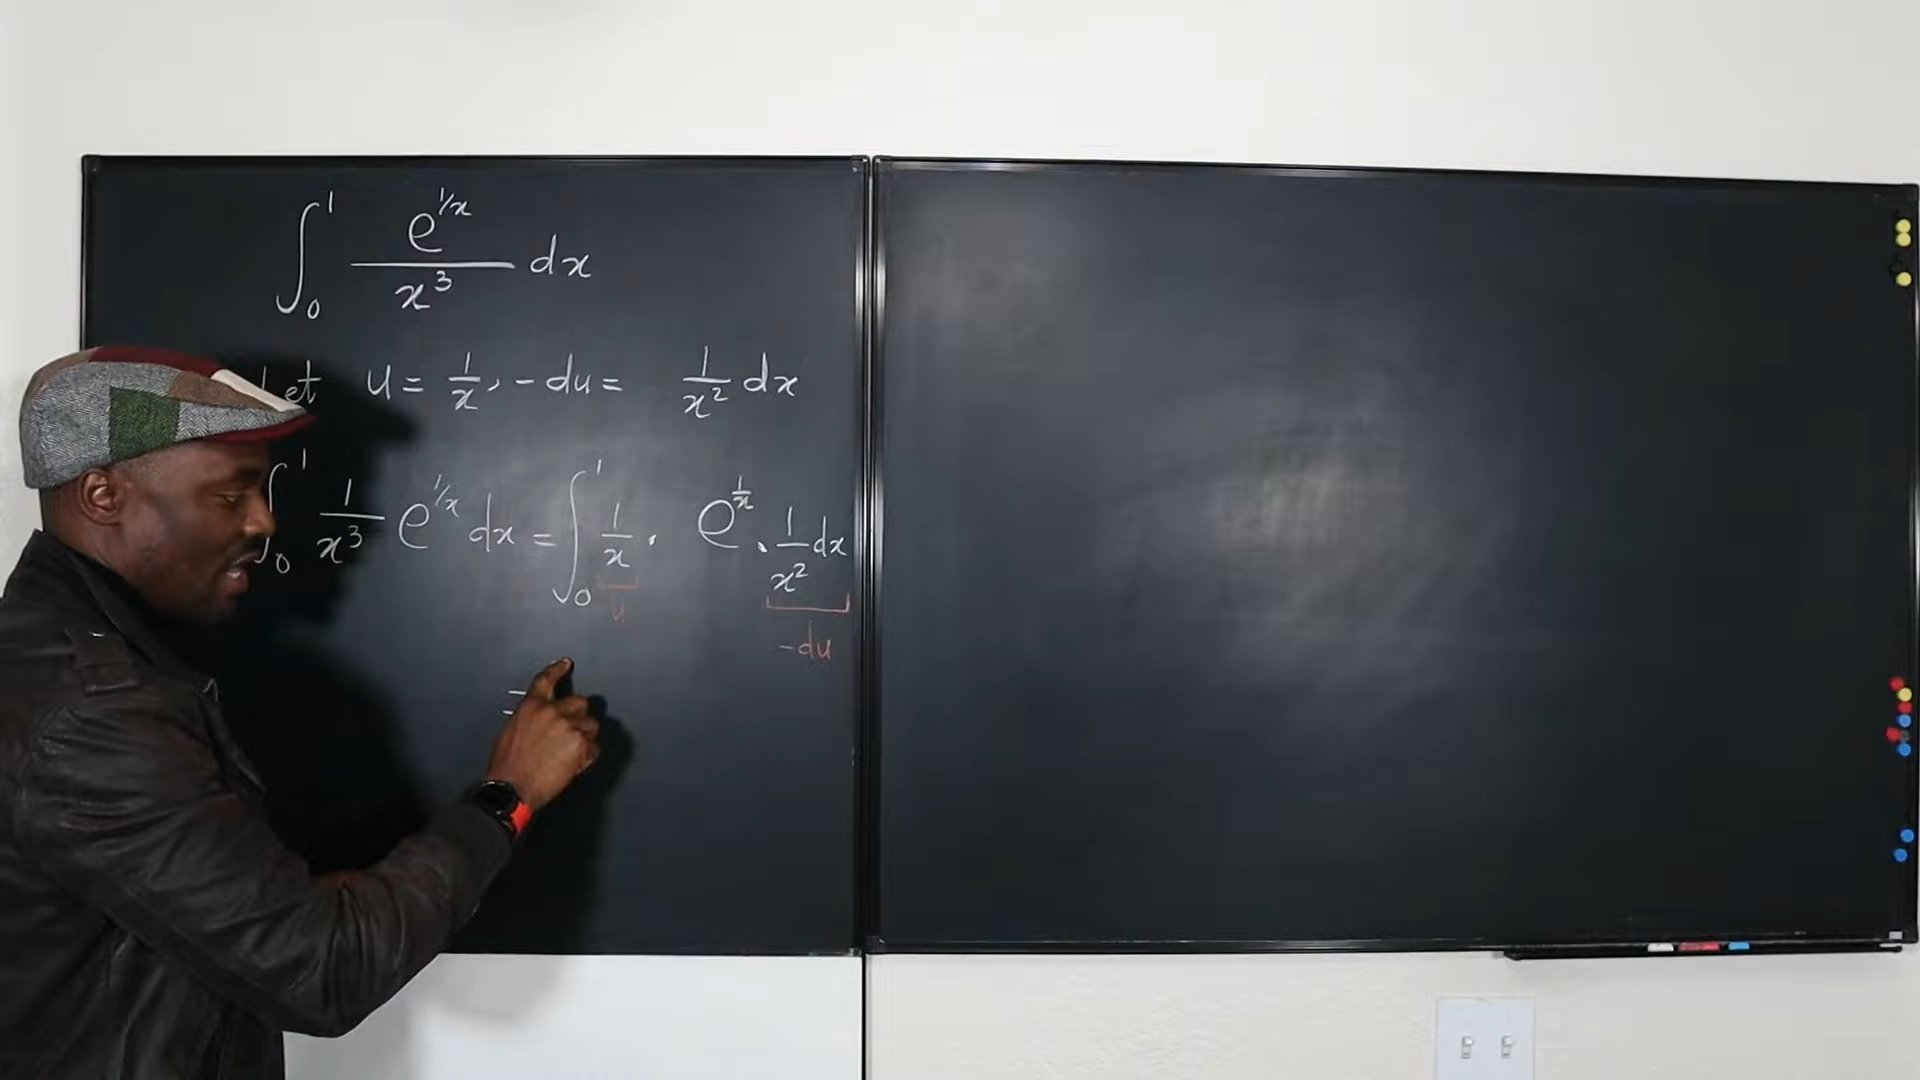 ∫₀¹ e^{1/x} / x³ dx
Let u = 1/x, -du = 1/x² dx
∫₀¹ 1/x³ e^{1/x} dx = ∫₀¹ 1/x · e^{1/x} · 1/x² dx
u -du
=